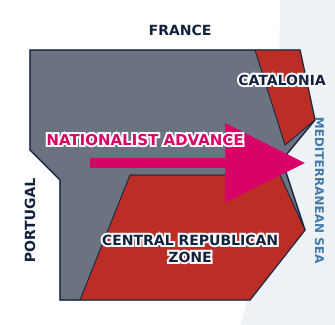 FRANCE
CATALONIA
NATIONALIST ADVANCE
MEDITERRANEAN SEA
PORTUGAL
CENTRAL REPUBLICAN
ZONE